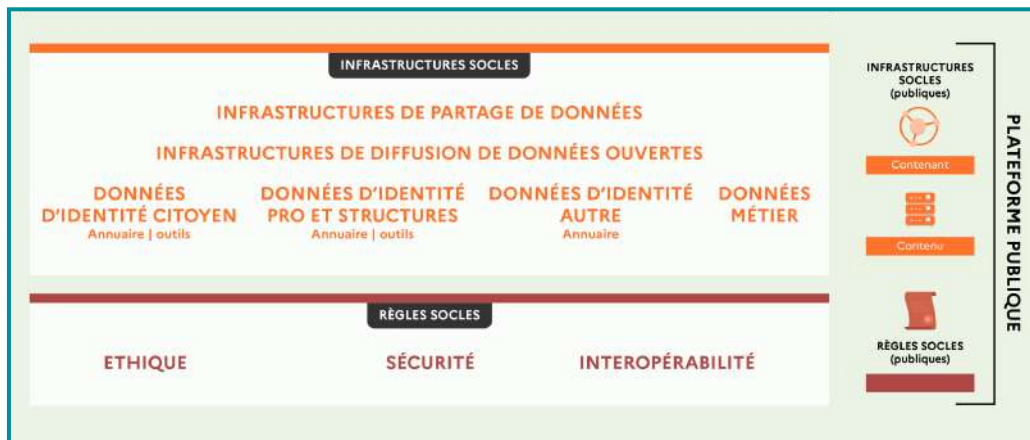 INFRASTRUCTURES SOCLES
INFRASTRUCTURES DE PARTAGE DE DONNÉES
INFRASTRUCTURES DE DIFFUSION DE DONNÉES OUVERTES
DONNÉES
D'IDENTITÉ CITOYEN
Annuaire | outils
DONNÉES D'IDENTITÉ
PRO ET STRUCTURES
Annuaire | outils
DONNÉES D'IDENTITÉ
AUTRE
Annuaire
DONNÉES
MÉTIER
RÈGLES SOCLES
ETHIQUE
SÉCURITÉ
INTEROPÉRABILITÉ
INFRASTRUCTURES
SOCLES
(publiques)
Contenant
Contenu
RÈGLES SOCLES
(publiques)
PLATEFORME PUBLIQUE